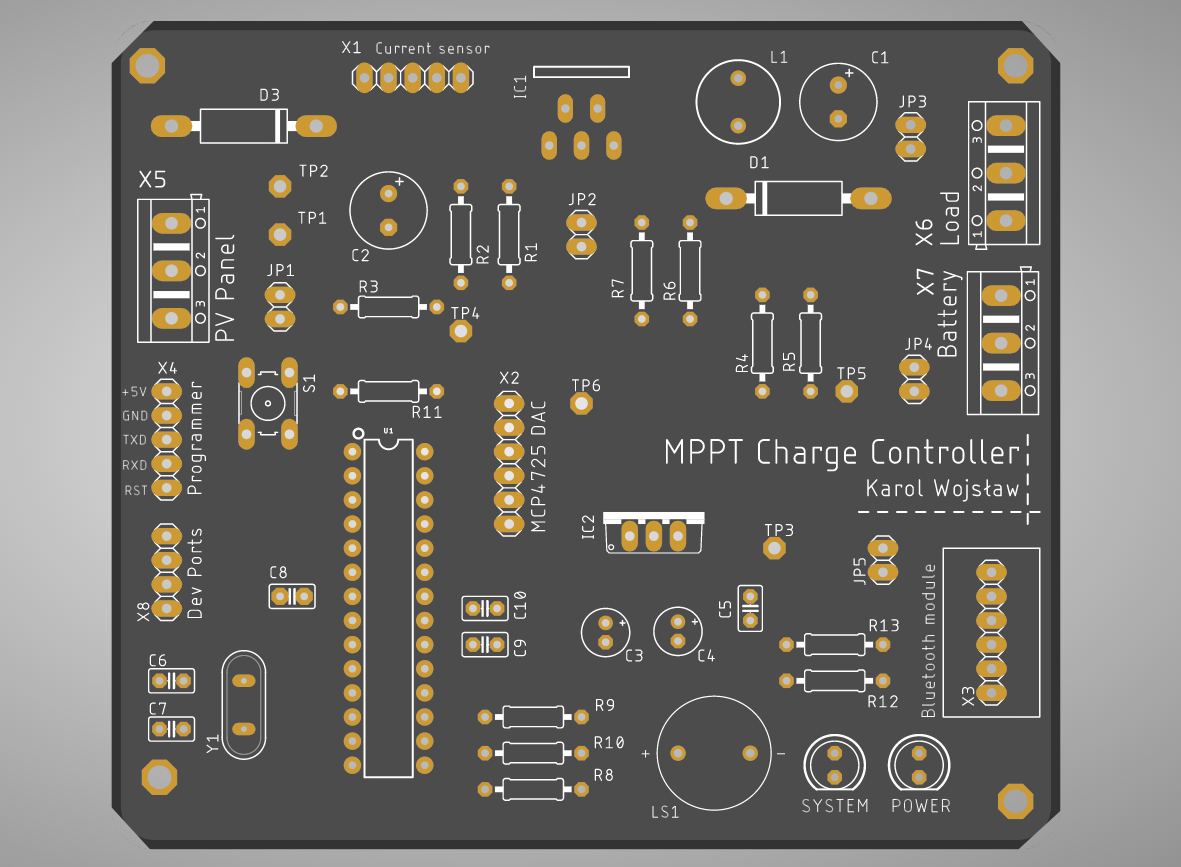 X1 Current sensor
IC1
L1
C1
JP3
D3
+
3
2
1
X6
Load
TP2
X5
1
2
3
PV Panel
TP1
+
C2
R2
R1
JP2
D1
JP1
R3
TP4
R7
R6
X7
Battery
1
2
3
R4
R5
JP4
TP5
X4
+5V
GND
TXD
RXD
RST
Programmer
S1
R11
X2
MCP4725 DAC
TP6
U1
MPPT Charge Controller
Karol Wojsław
IC2
TP3
JP5
X8
Dev Ports
C8
C10
C9
+
C3
+
C4
C5
R13
R12
Bluetooth module
X3
C6
C7
Y1
R9
R10
R8
+
-
LS1
SYSTEM
POWER